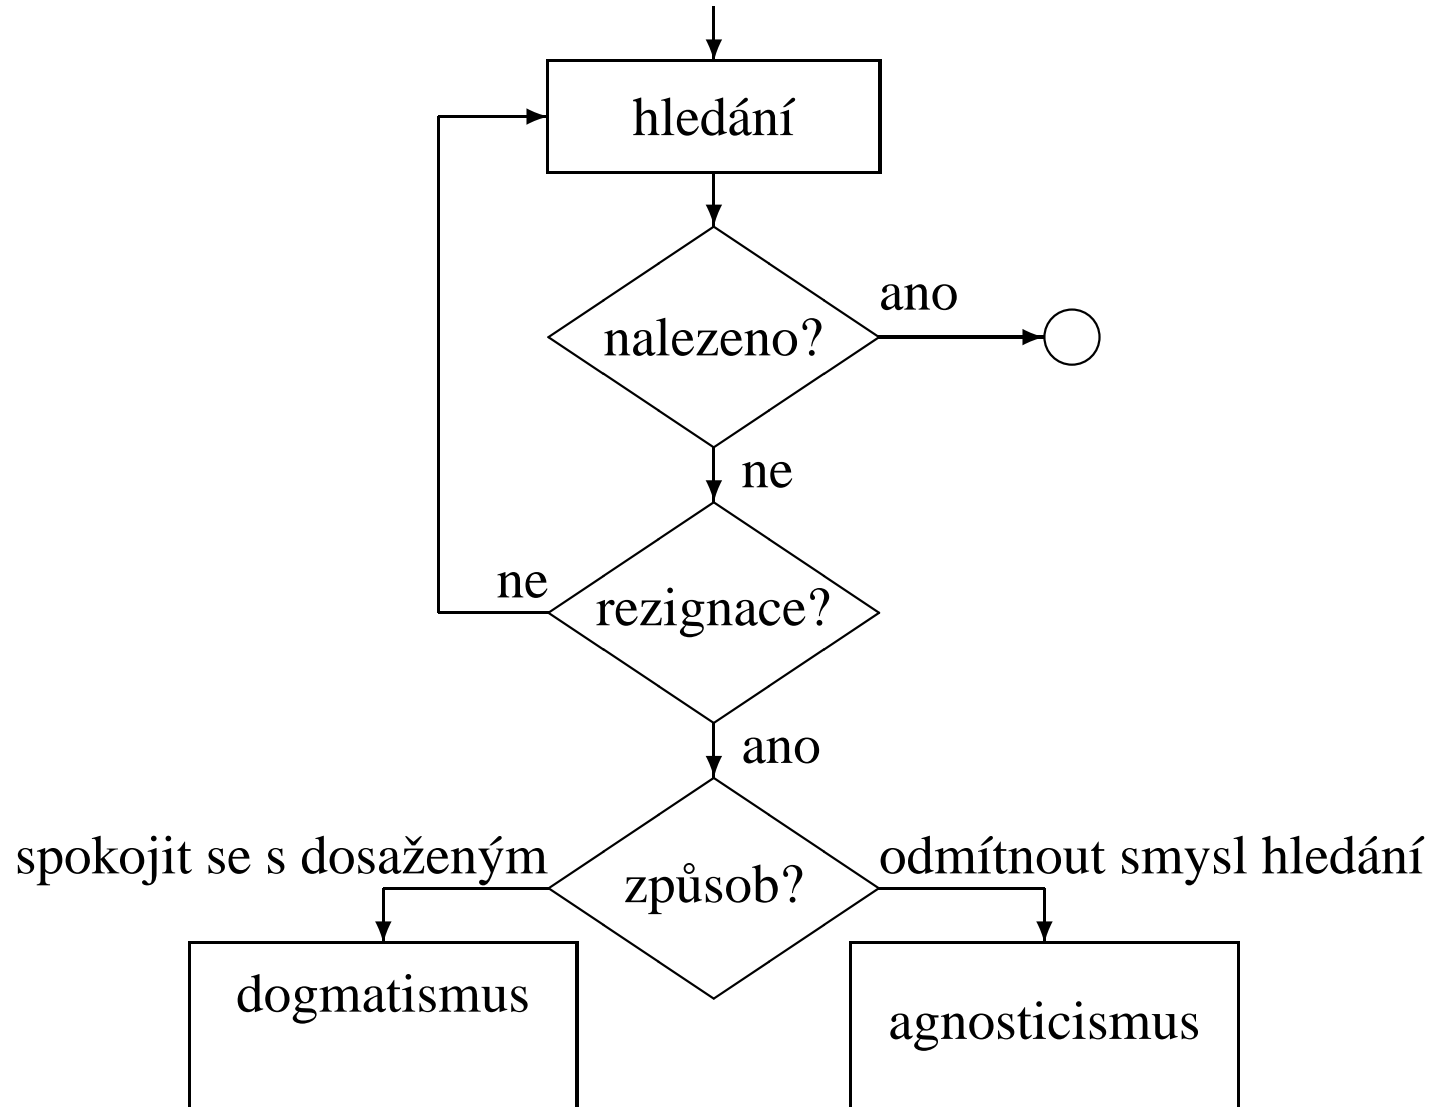 hledání
ano
nalezeno?
ne
ne
rezignace?
ano
spokojit se s dosaženým
odmítnout smysl hledání
způsob?
dogmatismus
agnosticismus